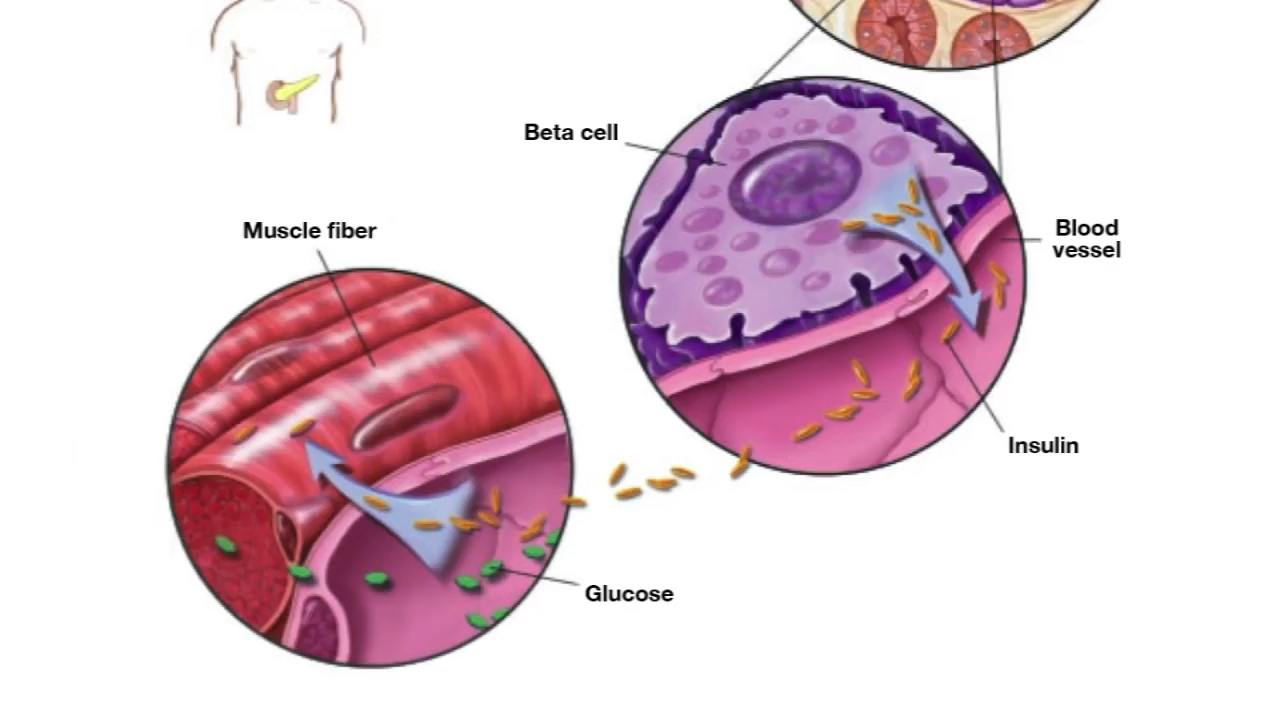 Beta cell
Muscle fiber
Blood
vessel
Insulin
Glucose